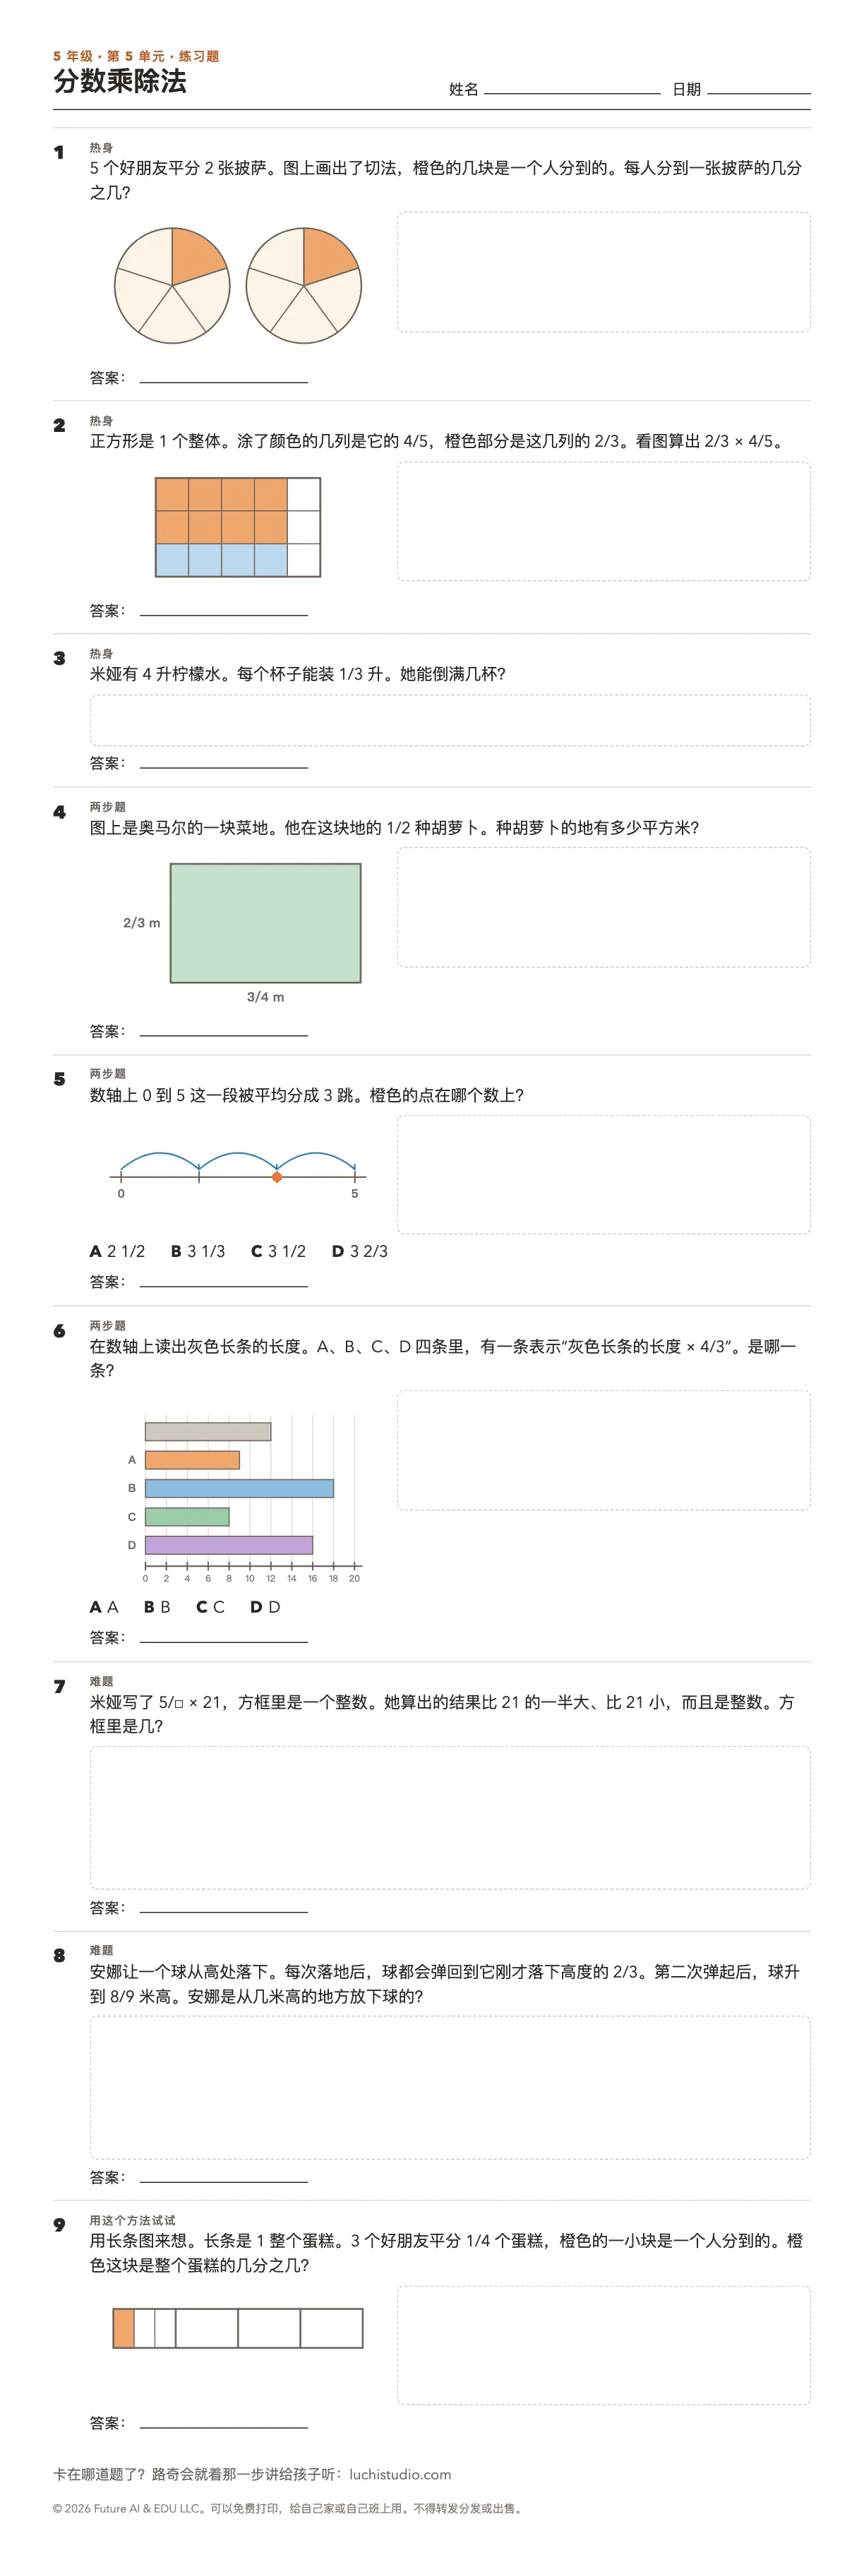 5 年级 · 第 5 单元 · 练习题
分数乘除法
姓名
日期
1
热身
5 个好朋友平分 2 张披萨。图上画出了切法，橙色的几块是一个人分到的。每人分到一张披萨的几分
之几？
答案：
2
热身
正方形是 1 个整体。涂了颜色的几列是它的 4/5，橙色部分是这几列的 2/3。看图算出 2/3 × 4/5。
答案：
3
热身
米娅有 4 升柠檬水。每个杯子能装 1/3 升。她能倒满几杯？
答案：
4
两步题
图上是奥马尔的一块菜地。他在这块地的 1/2 种胡萝卜。种胡萝卜的地有多少平方米？
2/3 m
3/4 m
答案：
5
两步题
数轴上 0 到 5 这一段被平均分成 3 跳。橙色的点在哪个数上？
0 5
A 2 1/2 B 3 1/3 C 3 1/2 D 3 2/3
答案：
6
两步题
在数轴上读出灰色长条的长度。A、B、C、D 四条里，有一条表示“灰色长条的长度 × 4/3”。是哪一
条？
A
B
C
D
0 2 4 6 8 10 12 14 16 18 20
A A B B C C D D
答案：
7
难题
米娅写了 5/□ × 21，方框里是一个整数。她算出的结果比 21 的一半大、比 21 小，而且是整数。方
框里是几？
答案：
8
难题
安娜让一个球从高处落下。每次落地后，球都会弹回到它刚才落下高度的 2/3。第二次弹起后，球升
到 8/9 米高。安娜是从几米高的地方放下球的？
答案：
9
用这个方法试试
用长条图来想。长条是 1 整个蛋糕。3 个好朋友平分 1/4 个蛋糕，橙色的一小块是一个人分到的。橙
色这块是整个蛋糕的几分之几？
答案：
卡在哪道题了？路奇会就着那一步讲给孩子听：luchistudio.com
© 2026 Future AI & EDU LLC。可以免费打印，给自己家或自己班上用。不得转发分发或出售。